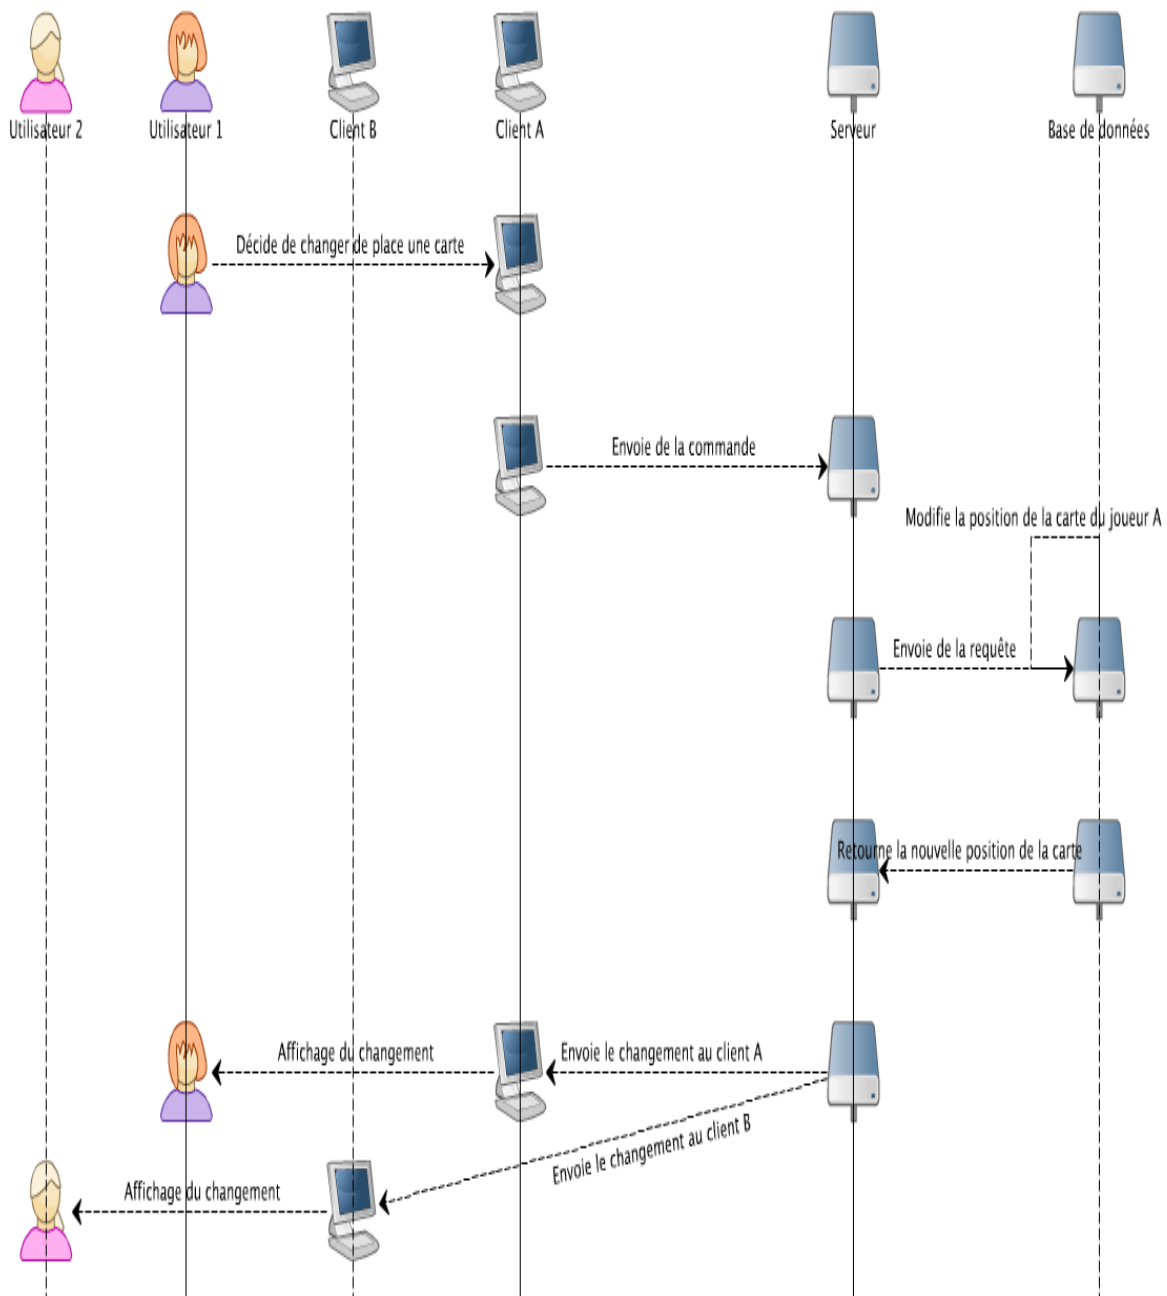 Utilisateur 2
Utilisateur 1
Client B
Client A
Serveur
Base de données
Décide de changer de place une carte
Envoie de la commande
Modifie la position de la carte du joueur A
Envoie de la requête
Retourne la nouvelle position de la carte
Affichage du changement
Envoie le changement au client A
Envoie le changement au client B
Affichage du changement